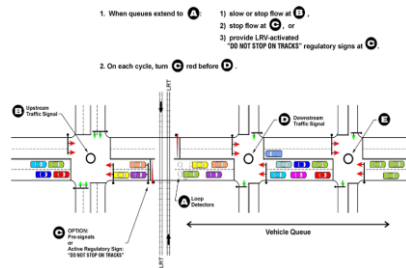 1. When queues extend to A:
1) slow or stop flow at B,
2) stop flow at C, or
3) provide LRV-activated
"DO NOT STOP ON TRACKS" regulatory signs at C.
2. On each cycle, turn C red before D.
LRT
LRT
B Upstream
Traffic Signal
D Downstream
Traffic Signal
E
A Loop
Detectors
C OPTION:
Pre-signals
or
Active Regulatory Sign:
"DO NOT STOP ON TRACKS"
Vehicle Queue
LRT
LRT